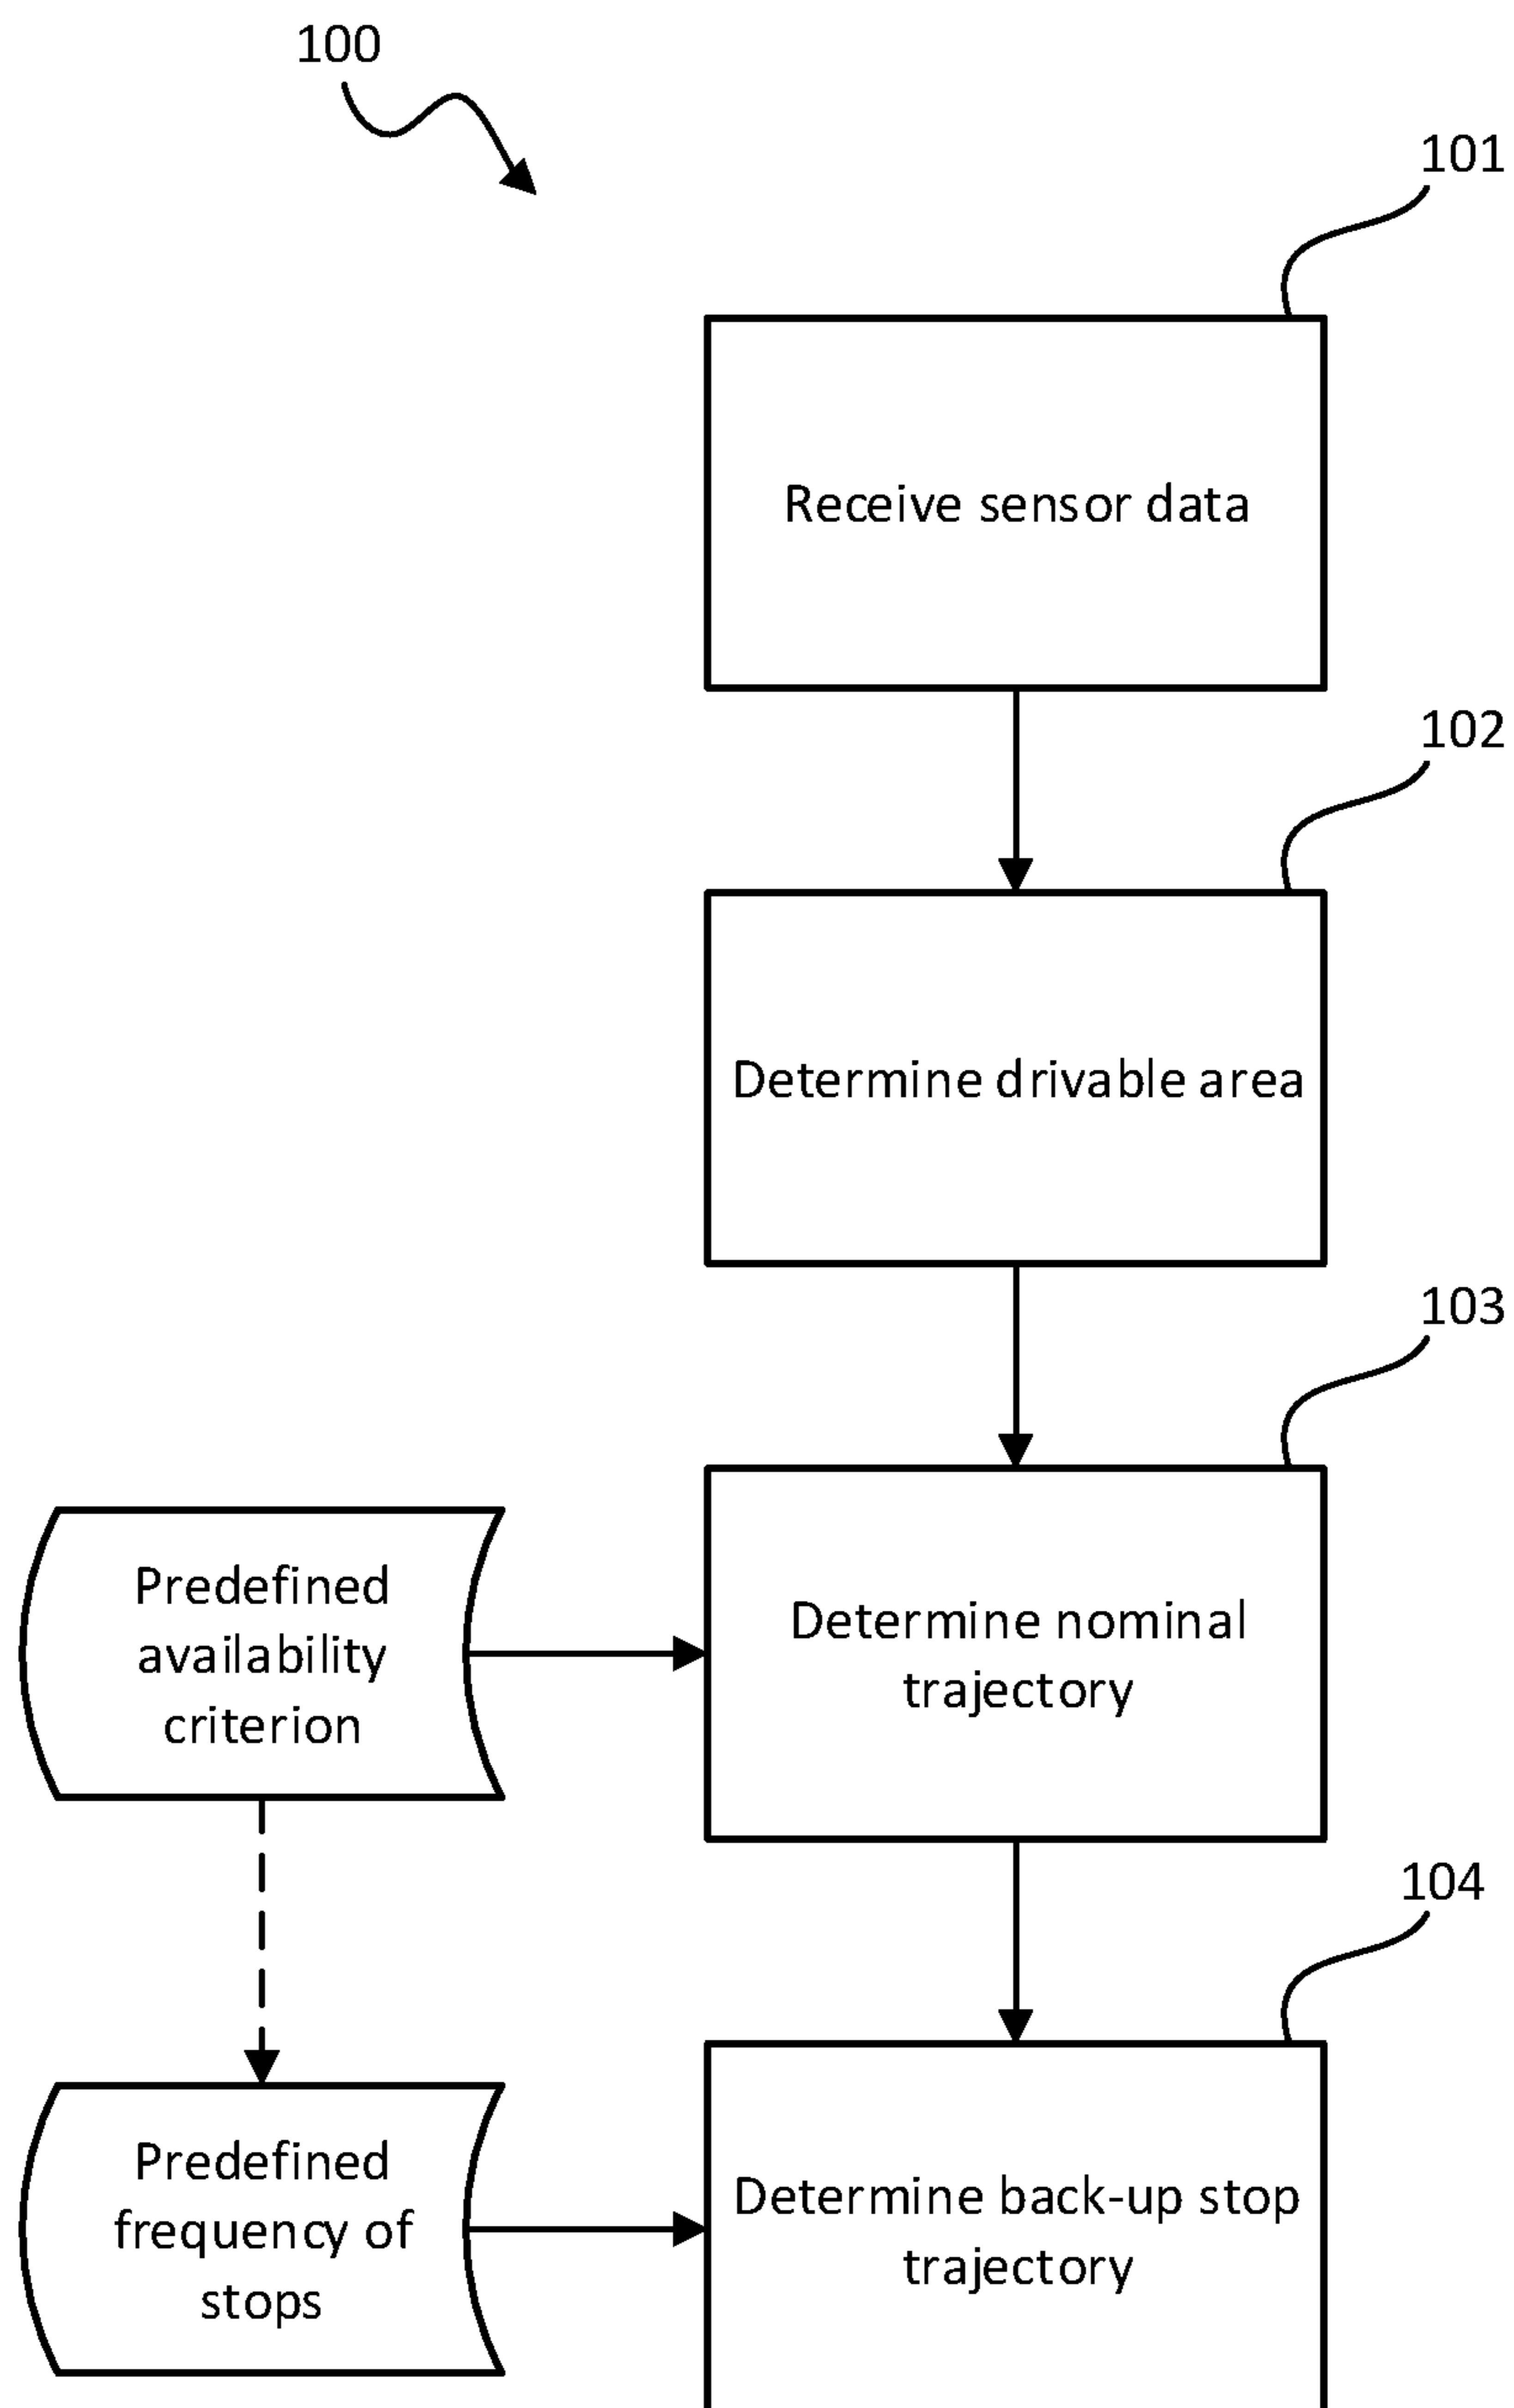 100
101
Receive sensor data
102
Determine drivable area
103
Predefined
availability
criterion
Determine nominal
trajectory
104
Predefined
frequency of
stops
Determine back-up stop
trajectory